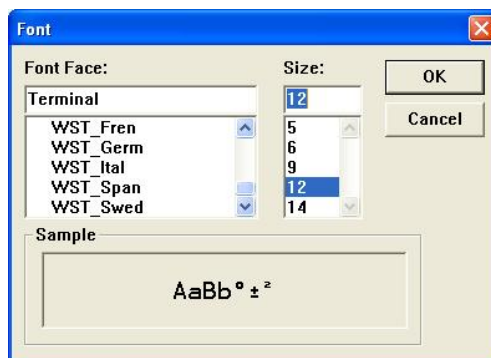 Font
Font Face:
Terminal
WST_Fren
WST_Germ
WST_Ital
WST_Span
WST_Swed
Size:
12
5
6
9
12
14
OK
Cancel
Sample
AaBb°±²